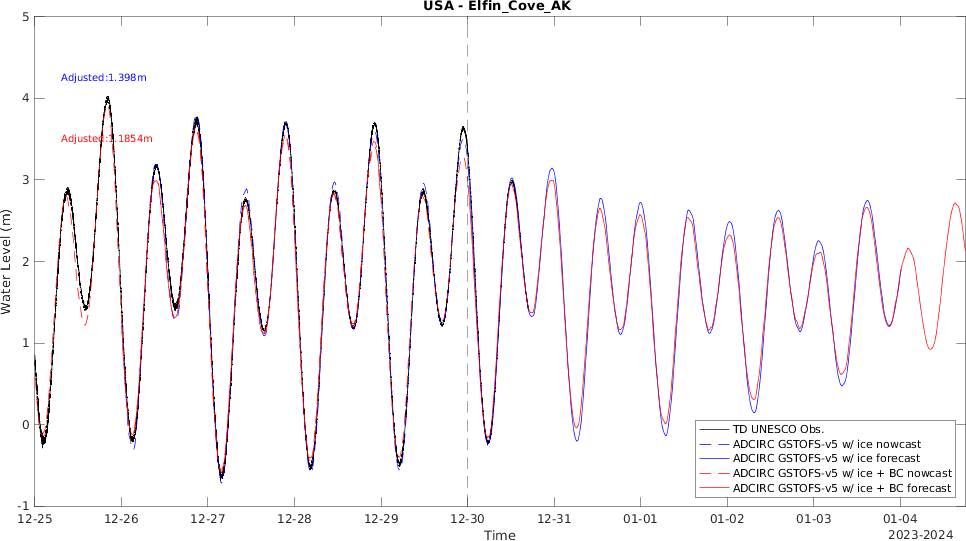 USA - Elfin_Cove_AK
5
Adjusted:1.398m
4
Adjusted:1.1854m
3
Water Level (m)
2
1
0
TD UNESCO Obs.
ADCIRC GSTOFS-v5 w/ ice nowcast
ADCIRC GSTOFS-v5 w/ ice forecast
ADCIRC GSTOFS-v5 w/ ice + BC nowcast
ADCIRC GSTOFS-v5 w/ ice + BC forecast
-1
12-25 12-26 12-27 12-28 12-29 12-30 12-31 01-01 01-02 01-03 01-04
Time
2023-2024